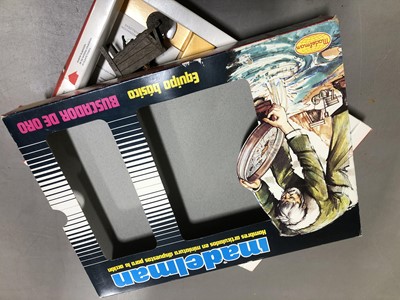 Madelman
Equipo básico
BUSCADOR DE ORO
madelman
Hombres articulados en miniatura dispuestos para la acción